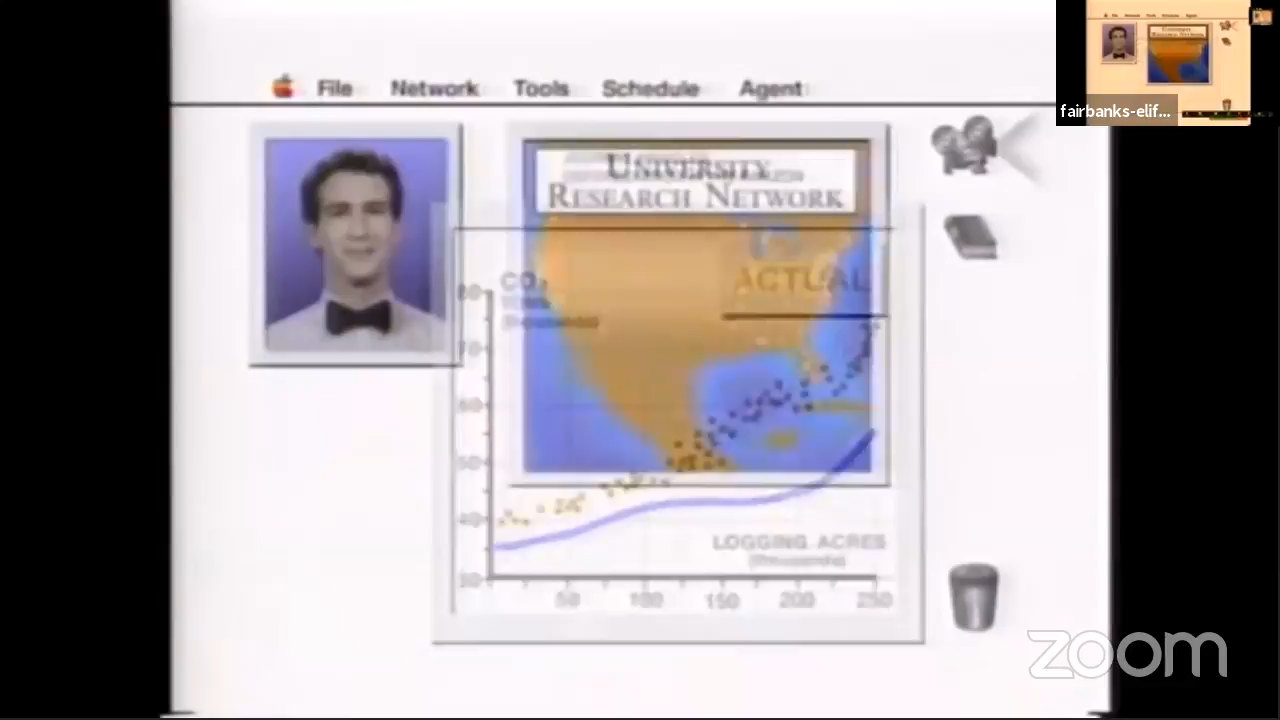 File Network Tools Schedule Agent
UNIVERSITY
RESEARCH NETWORK
ACTUAL
CO₂
80
70
60
50
40
30
LOGGING ACRES
(thousands)
50 100 150 200 250
fairbanks-elif...
zoom